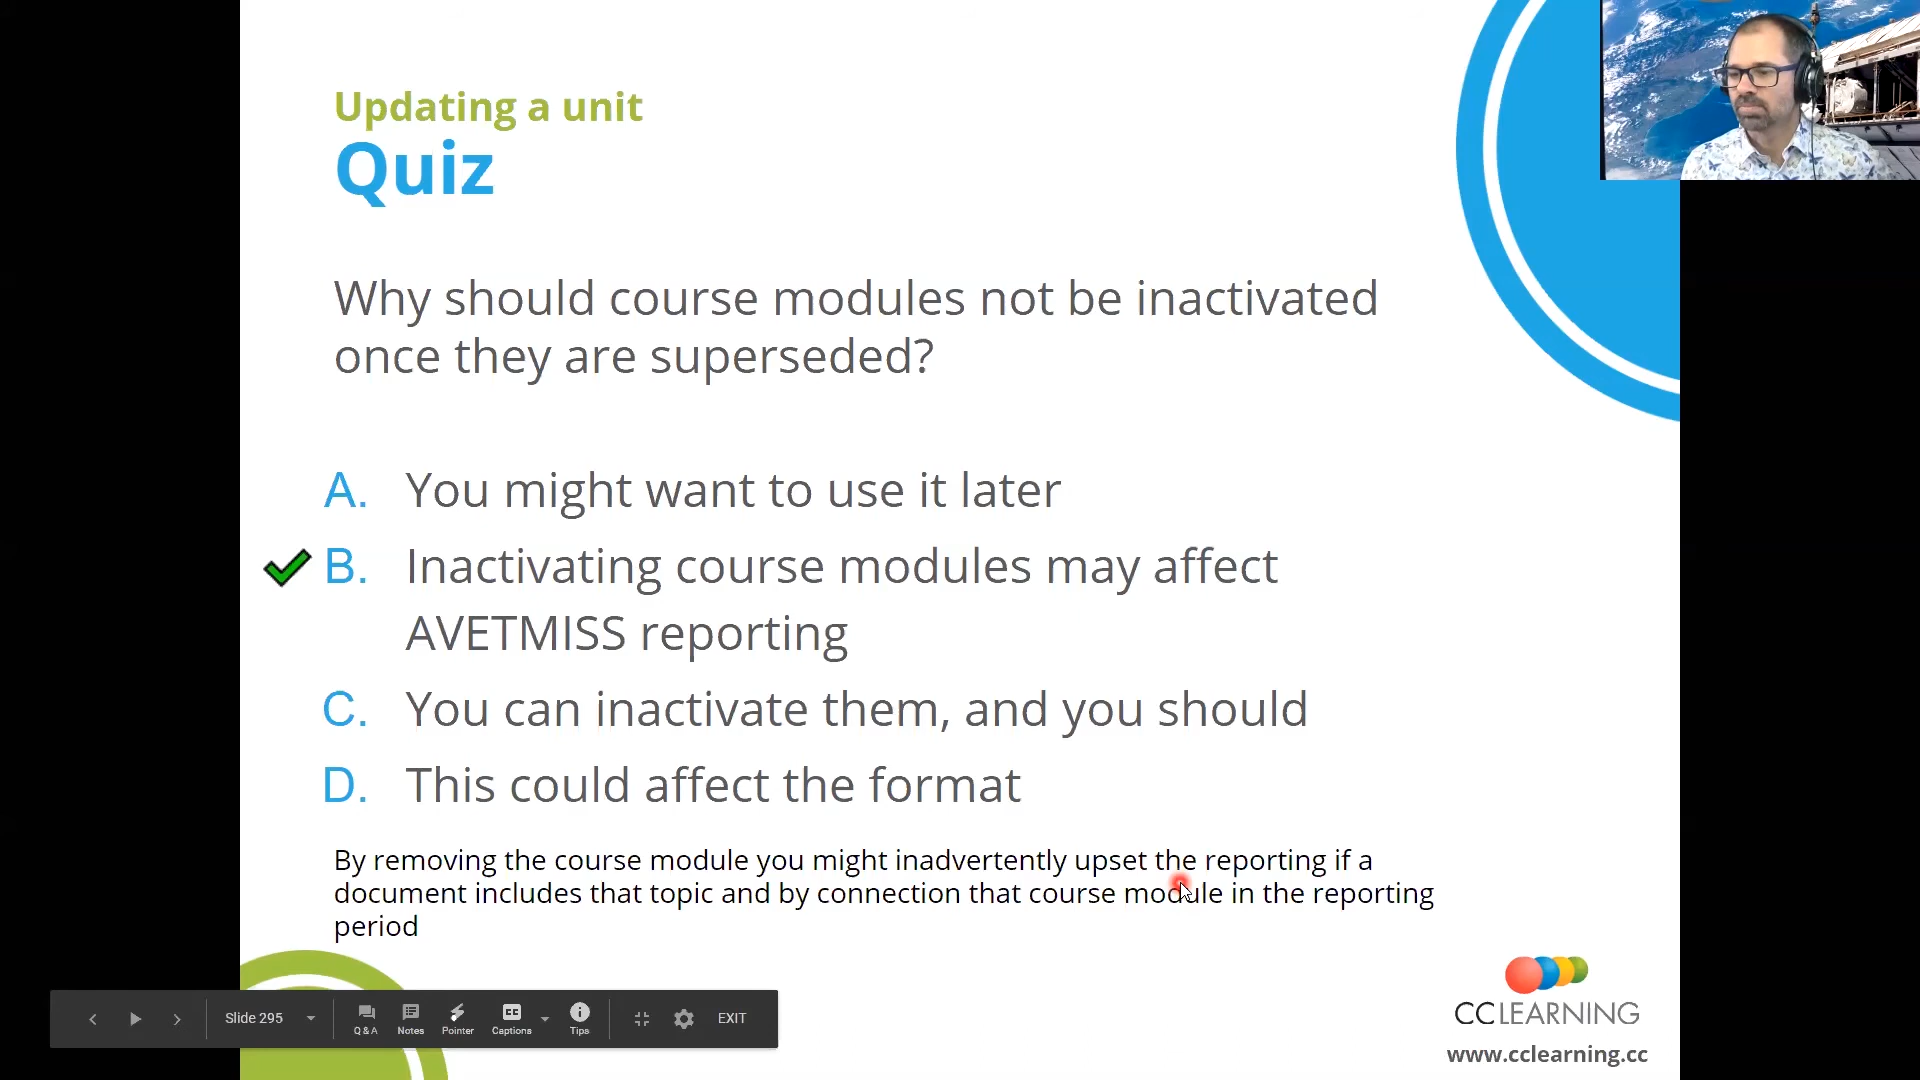 Updating a unit
Quiz
Why should course modules not be inactivated
once they are superseded?
A. You might want to use it later
B. Inactivating course modules may affect
AVETMISS reporting
C. You can inactivate them, and you should
D. This could affect the format
By removing the course module you might inadvertently upset the reporting if a
document includes that topic and by connection that course module in the reporting
period
Slide 295
Q & A
Notes
Pointer
CC
Captions
Tips
EXIT
CCLEARNING
www.cclearning.cc